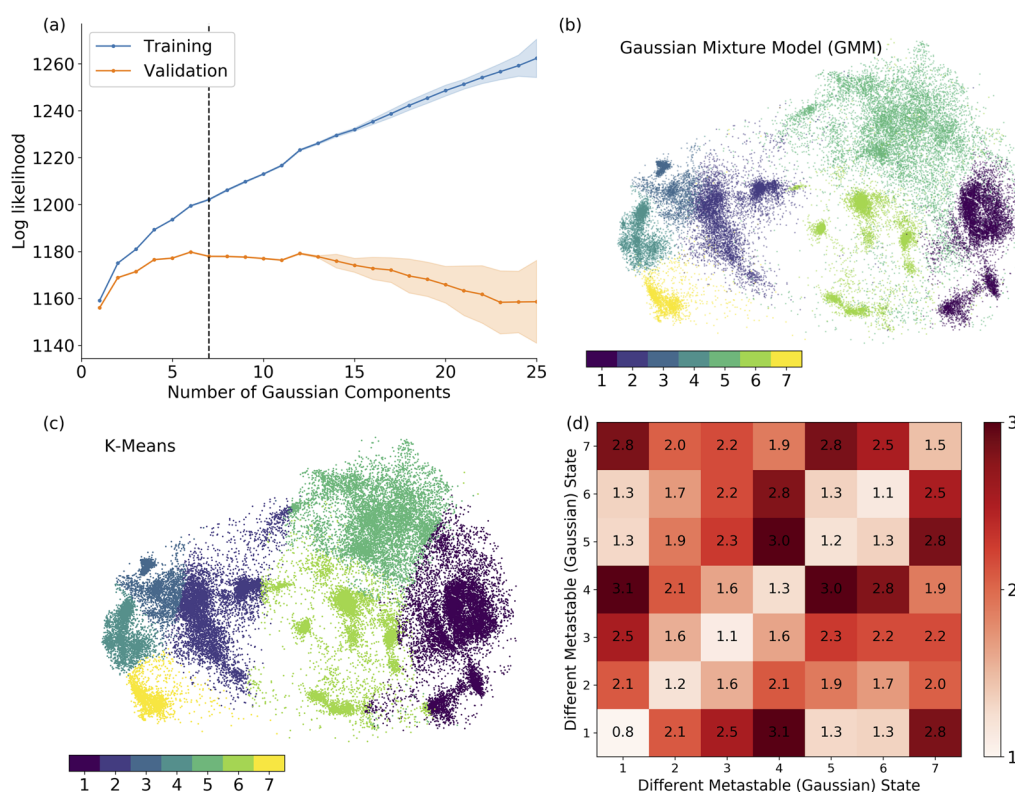 (a)
Training
Validation
1260
1240
1220
1200
1180
1160
1140
Log likelihood
0 5 10 15 20 25
Number of Gaussian Components
(b)
Gaussian Mixture Model (GMM)
1 2 3 4 5 6 7
(c)
K-Means
1 2 3 4 5 6 7
(d)
Different Metastable (Gaussian) State
7 2.8 2.0 2.2 1.9 2.8 2.5 1.5
6 1.3 1.7 2.2 2.8 1.3 1.1 2.5
5 1.3 1.9 2.3 3.0 1.2 1.3 2.8
4 3.1 2.1 1.6 1.3 3.0 2.8 1.9
3 2.5 1.6 1.1 1.6 2.3 2.2 2.2
2 2.1 1.2 1.6 2.1 1.9 1.7 2.0
1 0.8 2.1 2.5 3.1 1.3 1.3 2.8
1 2 3 4 5 6 7
Different Metastable (Gaussian) State
3
2
1